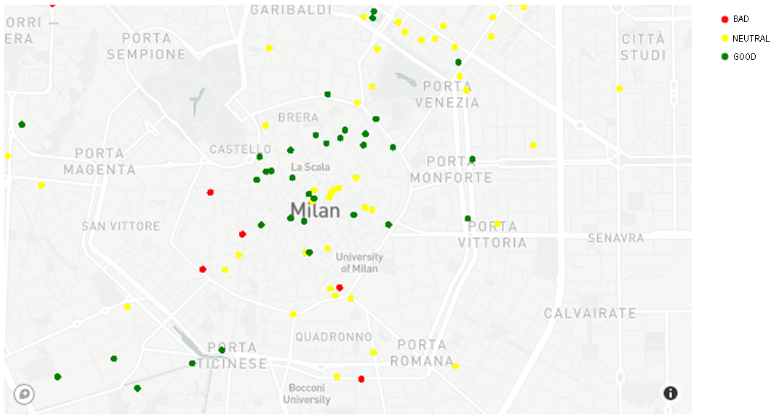 GARIBALDI
ORRI —
ERA
PORTA
SEMPIONE
CITTÀ
STUDI
PORTA
VENEZIA
BRERA
CASTELLO
PORTA
MAGENTA
La Scala
PORTA
MONFORTE
Milan
SAN VITTORE
PORTA
VITTORIA
SENAVRA
University
of Milan
CALVAIRATE
QUADRONNO
PORTA
TICINESE
PORTA
ROMANA
Bocconi
University
i
BAD
NEUTRAL
GOOD